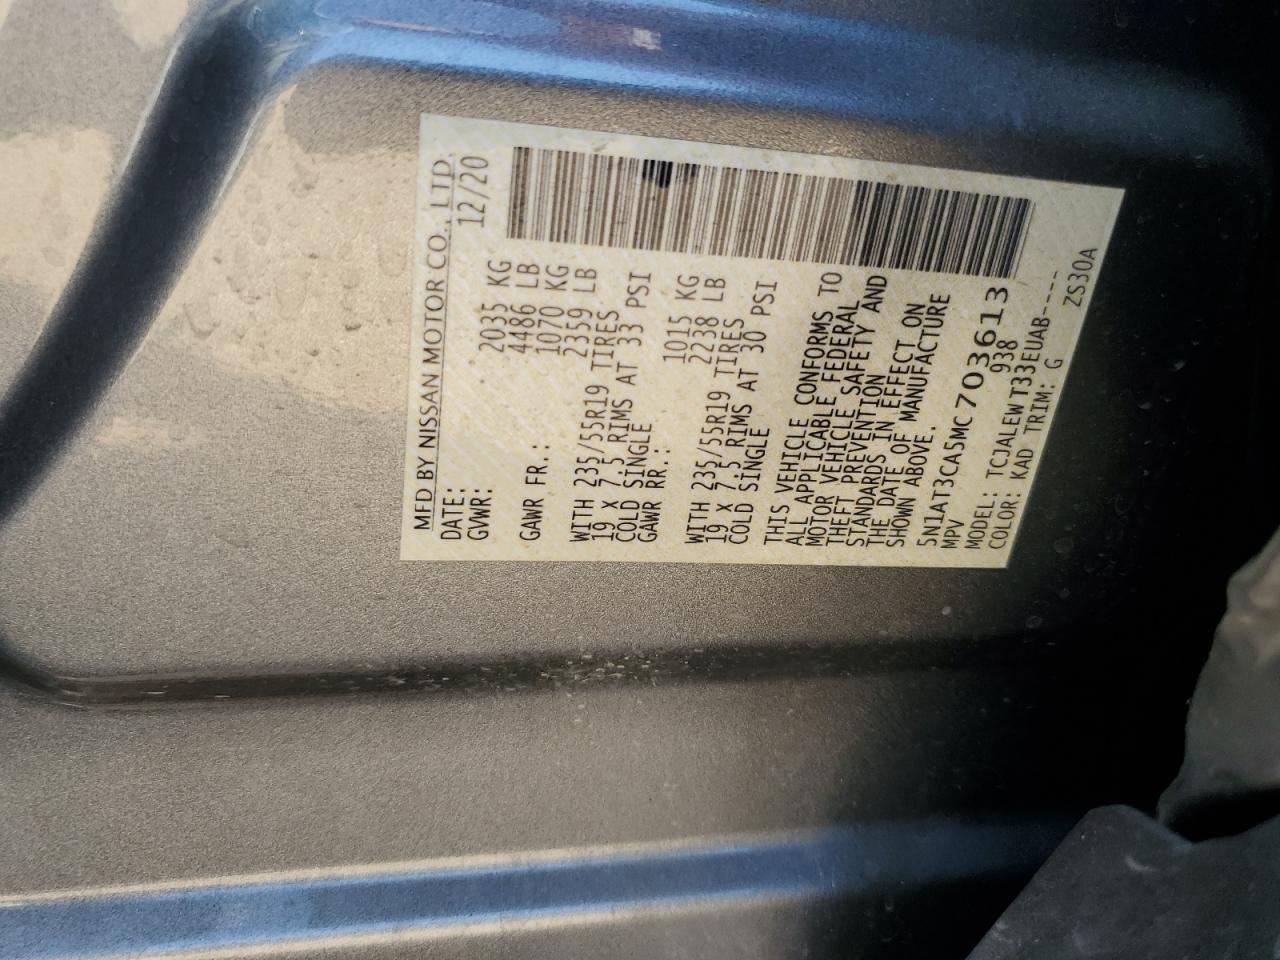 MFD BY NISSAN MOTOR CO., LTD.
DATE: 12/20
GVWR: 2035 KG
4486 LB
GAWR FR.: 1070 KG
2359 LB
WITH 235/55R19 TIRES
19 X 7.5 RIMS AT 33 PSI
COLD SINGLE
GAWR RR.: 1015 KG
2238 LB
WITH 235/55R19 TIRES
19 X 7.5 RIMS AT 30 PSI
COLD SINGLE
THIS VEHICLE CONFORMS TO
ALL APPLICABLE FEDERAL
MOTOR VEHICLE SAFETY AND
THEFT PREVENTION
STANDARDS IN EFFECT ON
THE DATE OF MANUFACTURE
SHOWN ABOVE.
5N1AT3CA5MC703613
MPV 938
MODEL: TCJALEWT33EUAB----
COLOR: KAD TRIM: G
ZS30A